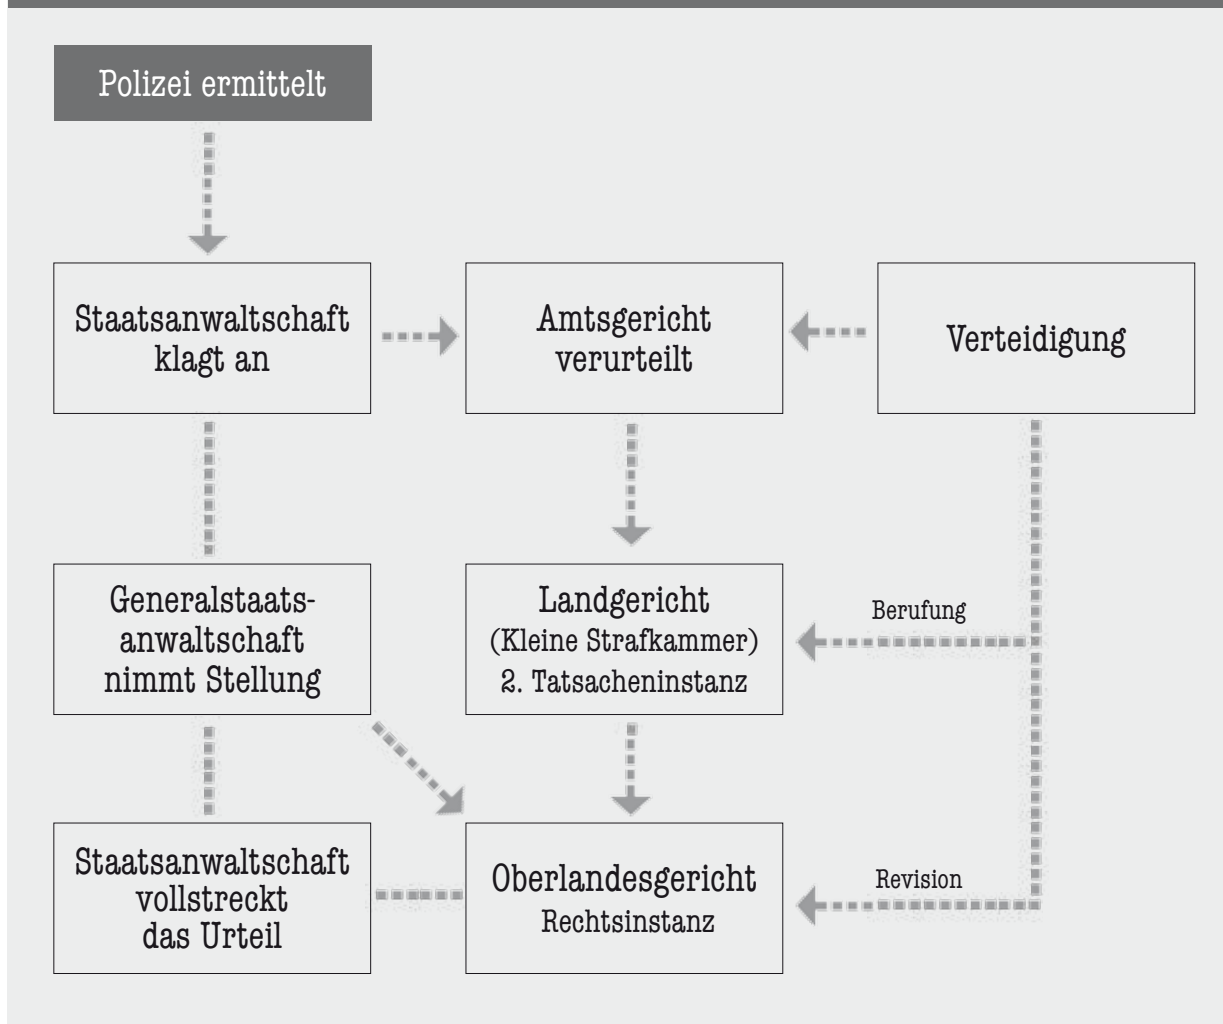 Polizei ermittelt
Staatsanwaltschaft
klagt an
Amtsgericht
verurteilt
Verteidigung
Generalstaats-
anwaltschaft
nimmt Stellung
Landgericht
(Kleine Strafkammer)
2. Tatsacheninstanz
Berufung
Staatsanwaltschaft
vollstreckt
das Urteil
Oberlandesgericht
Rechtsinstanz
Revision